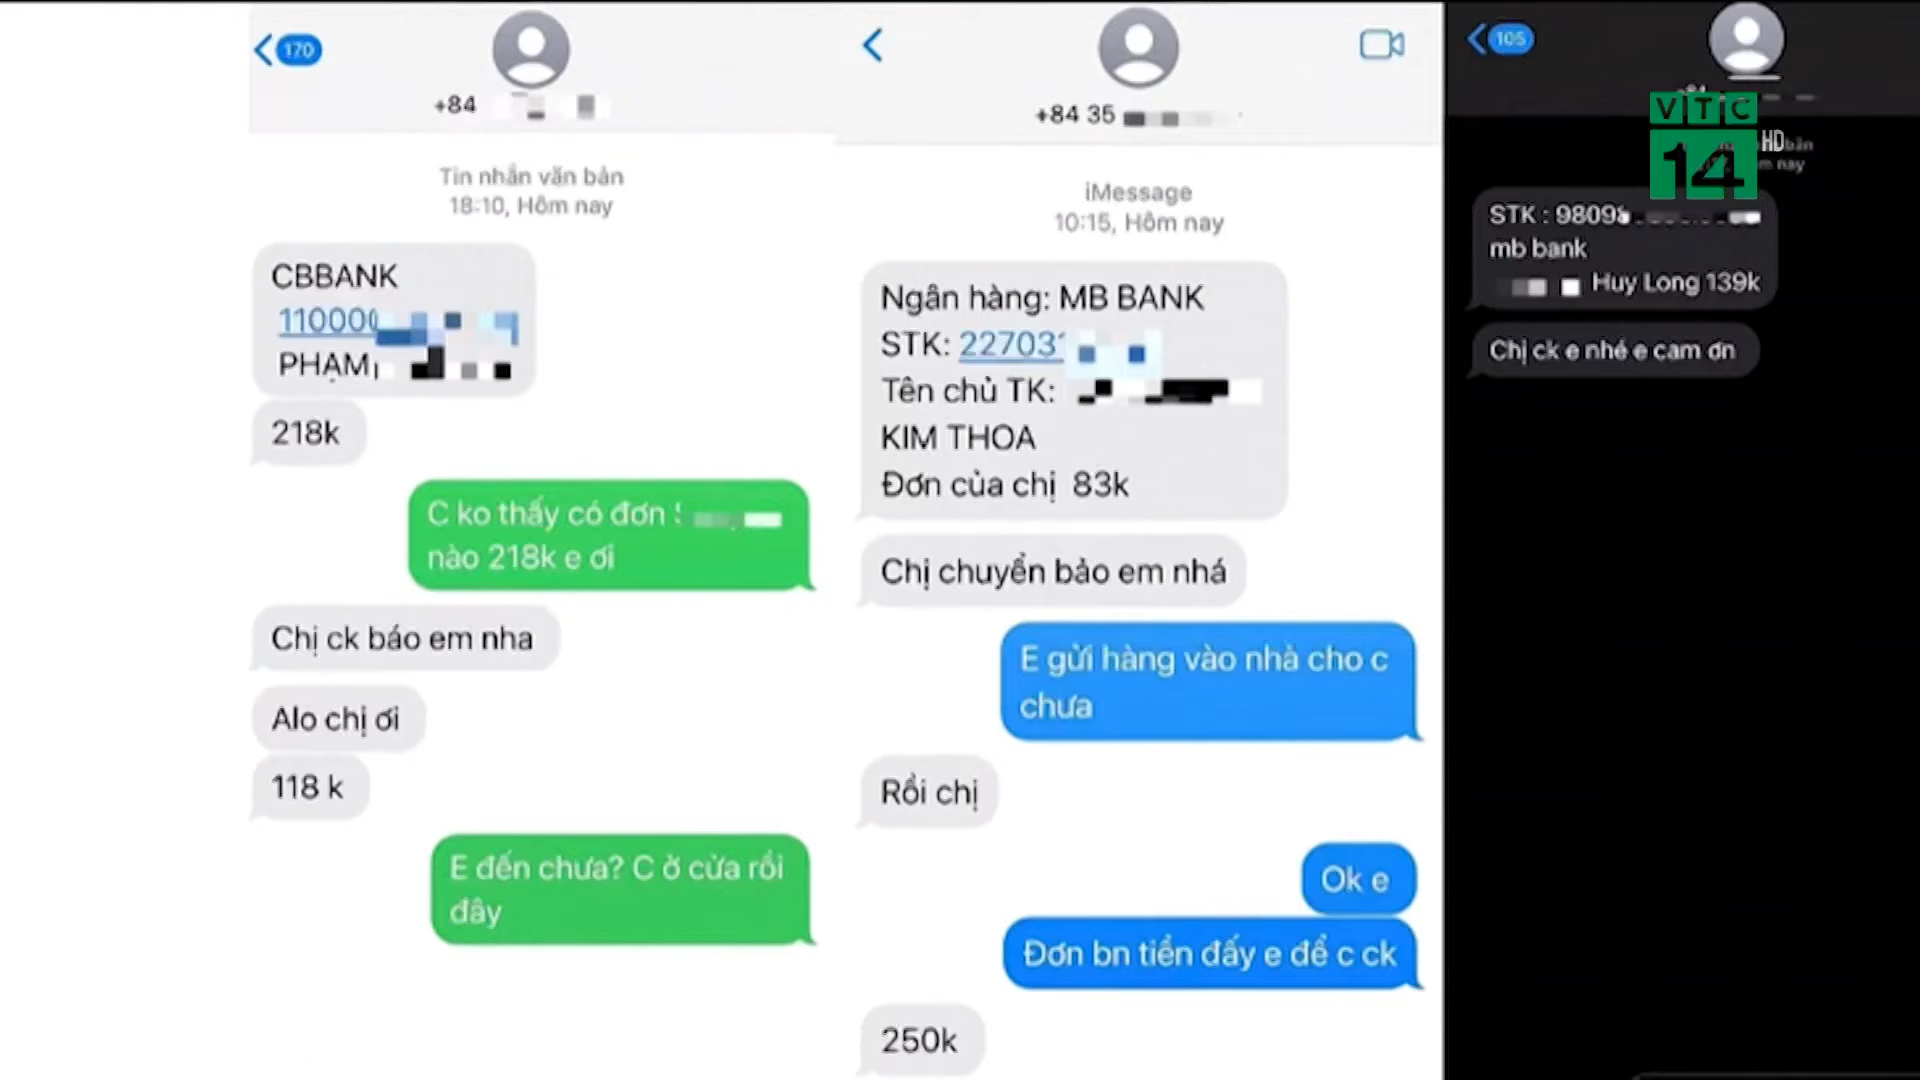 170
+84
Tin nhắn văn bản
18:10, Hôm nay
CBBANK
110000
PHẠM
218k
C ko thấy có đơn
nào 218k e ơi
Chị ck báo em nha
Alo chị ơi
118 k
E đến chưa? C ở cửa rồi
đây
+84 35
iMessage
10:15, Hôm nay
Ngân hàng: MB BANK
STK: 22703
Tên chủ TK:
KIM THOA
Đơn của chị 83k
Chị chuyển bảo em nhá
E gửi hàng vào nhà cho c
chưa
Rồi chị
Ok e
Đơn bn tiền đấy e để c ck
250k
105
VTC
14
HD
STK : 9809
mb bank
Huy Long 139k
Chị ck e nhé e cam ơn